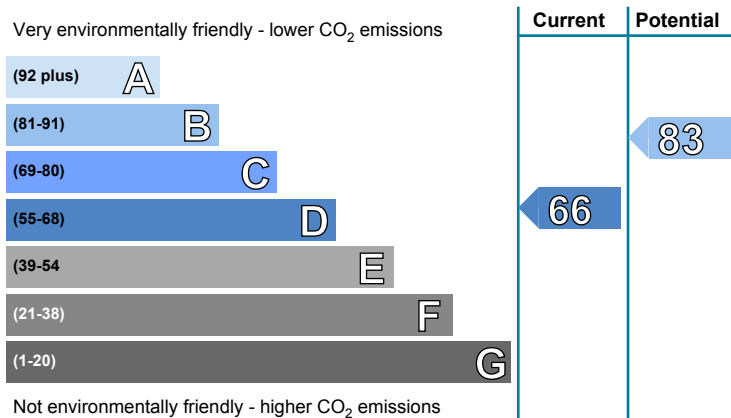 Very environmentally friendly - lower CO₂ emissions
Current
Potential
(92 plus) A
(81-91) B
83
(69-80) C
(55-68) D
66
(39-54 E
(21-38) F
(1-20) G
Not environmentally friendly - higher CO₂ emissions